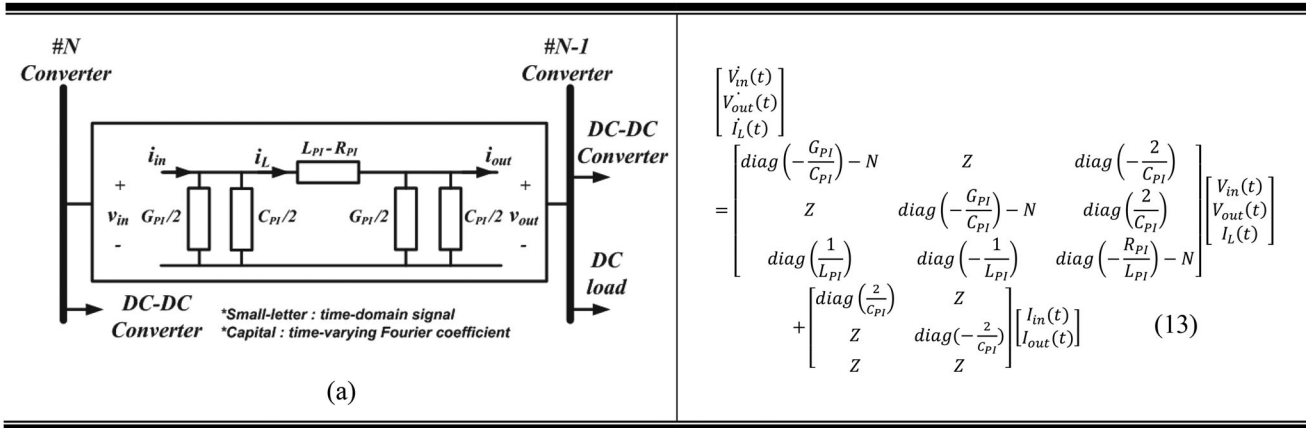 #N
Converter
#N-1
Converter
DC-DC
Converter
i_in
i_L
L_PI-R_PI
i_out
+
v_in
-
G_PI/2
C_PI/2
G_PI/2
C_PI/2
+
v_out
-
DC
load
DC-DC
Converter
*Small-letter : time-domain signal
*Capital : time-varying Fourier coefficient
(a)
[V̇_in(t)
V̇_out(t)
İ_L(t)]
= [diag(-G_PI/C_PI) - N Z diag(-2/C_PI)
Z diag(-G_PI/C_PI) - N diag(2/C_PI)
diag(1/L_PI) diag(-1/L_PI) diag(-R_PI/L_PI) - N] [V_in(t)
V_out(t)
I_L(t)]
+ [diag(2/C_PI) Z
Z diag(-2/C_PI)
Z Z] [I_in(t)
I_out(t)]
(13)